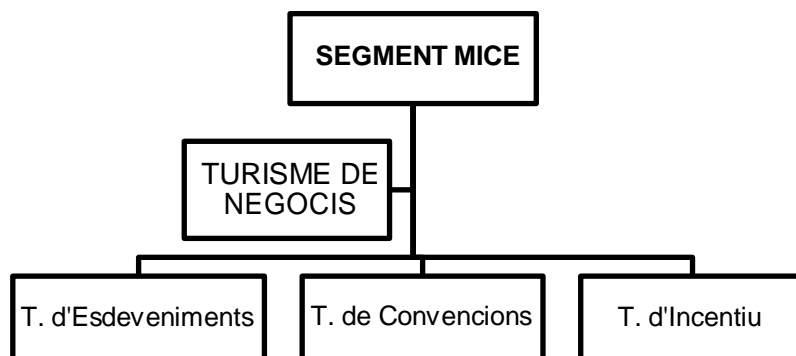 SEGMENT MICE
TURISME DE
NEGOCIS
T. d'Esdeveniments
T. de Convencions
T. d'Incentiu